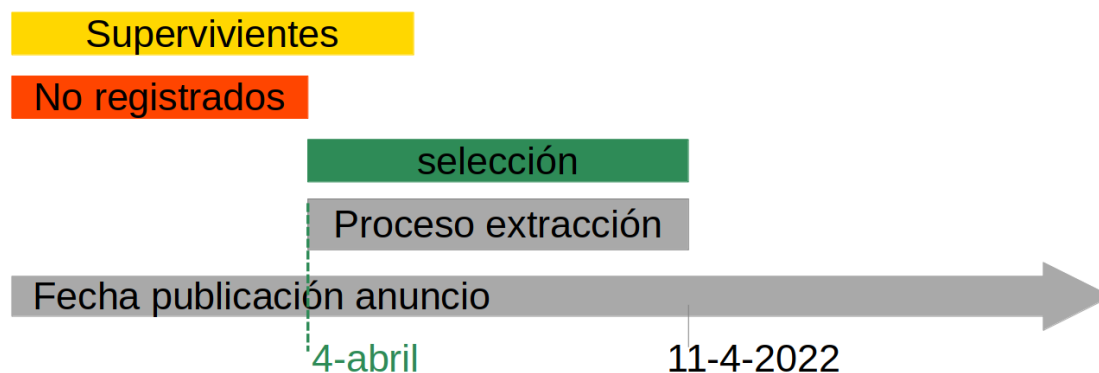 Supervivientes
No registrados
selección
Proceso extracción
Fecha publicación anuncio
4-abril
11-4-2022